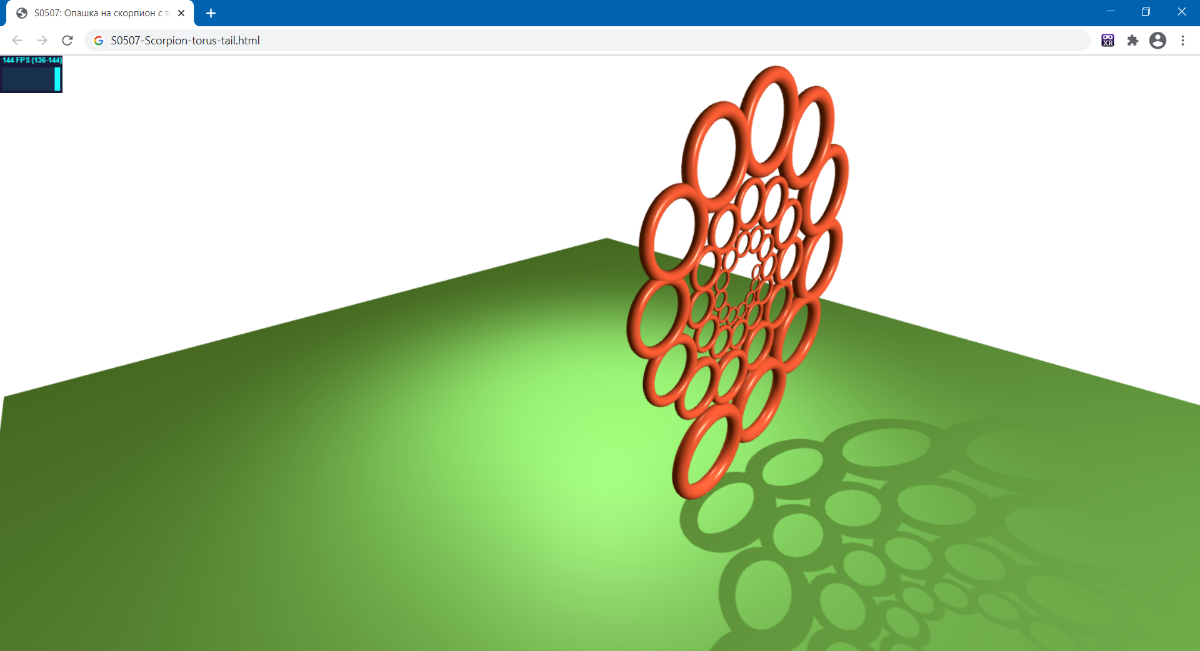 S0507: Опашка на скорпион с
S0507-Scorpion-torus-tail.html
144 FPS (136-144)